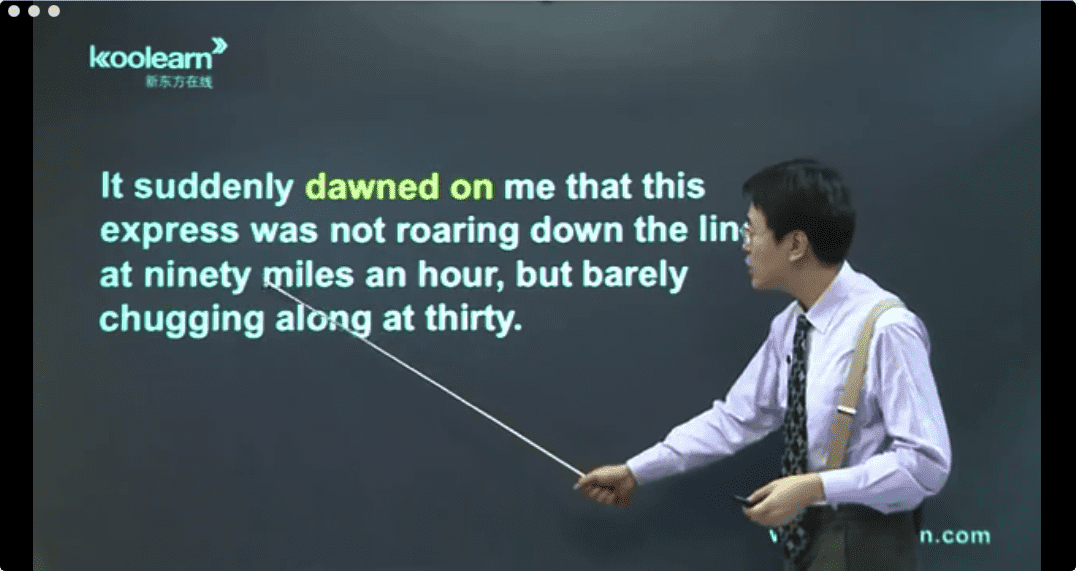 koolearn
新东方在线
It suddenly dawned on me that this
express was not roaring down the
at ninety miles an hour, but barely
chugging along at thirty.
n.com